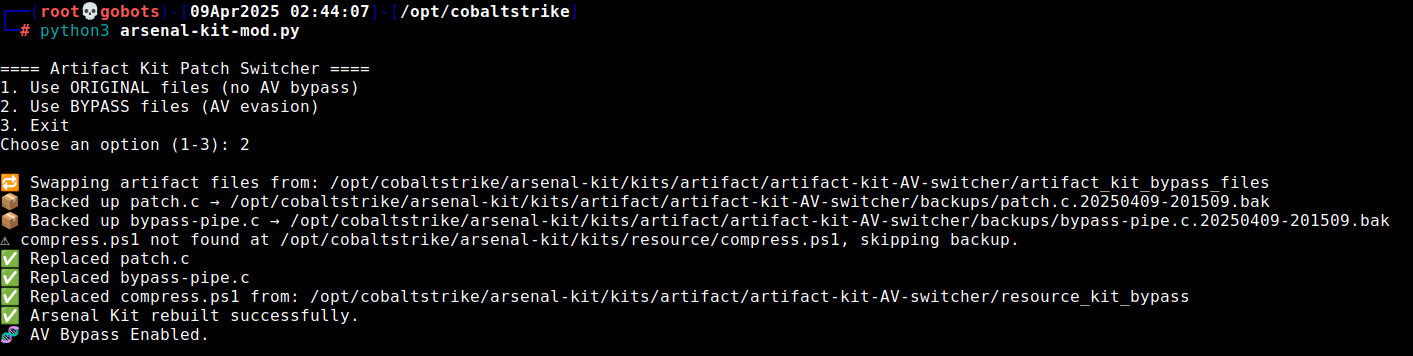 ┌──[root💀gobots]-[09Apr2025 02:44:07]-[/opt/cobaltstrike]
└─# python3 arsenal-kit-mod.py
==== Artifact Kit Patch Switcher ====
1. Use ORIGINAL files (no AV bypass)
2. Use BYPASS files (AV evasion)
3. Exit
Choose an option (1-3): 2
🔁 Swapping artifact files from: /opt/cobaltstrike/arsenal-kit/kits/artifact/artifact-kit-AV-switcher/artifact_kit_bypass_files
📦 Backed up patch.c → /opt/cobaltstrike/arsenal-kit/kits/artifact/artifact-kit-AV-switcher/backups/patch.c.20250409-201509.bak
📦 Backed up bypass-pipe.c → /opt/cobaltstrike/arsenal-kit/kits/artifact/artifact-kit-AV-switcher/backups/bypass-pipe.c.20250409-201509.bak
⚠ compress.ps1 not found at /opt/cobaltstrike/arsenal-kit/kits/resource/compress.ps1, skipping backup.
✅ Replaced patch.c
✅ Replaced bypass-pipe.c
✅ Replaced compress.ps1 from: /opt/cobaltstrike/arsenal-kit/kits/artifact/artifact-kit-AV-switcher/resource_kit_bypass
✅ Arsenal Kit rebuilt successfully.
🧬 AV Bypass Enabled.